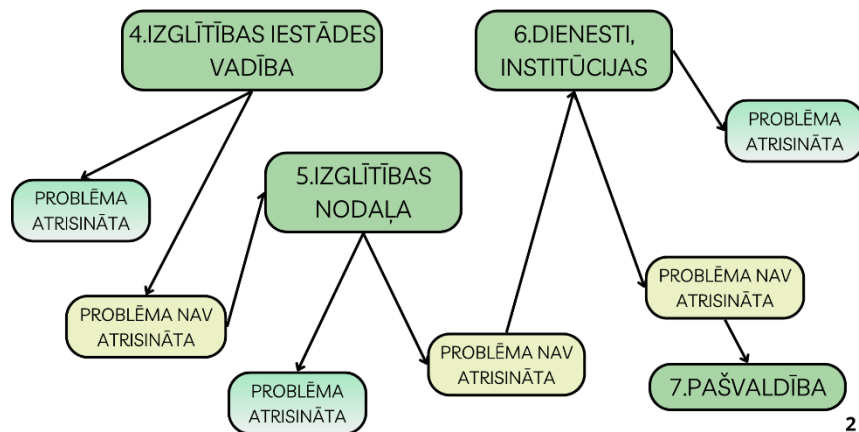 4.IZGLĪTĪBAS IESTĀDES
VADĪBA
6.DIENESTI,
INSTITŪCIJAS
PROBLĒMA
ATRISINĀTA
PROBLĒMA
ATRISINĀTA
5.IZGLĪTĪBAS
NODAĻA
PROBLĒMA NAV
ATRISINĀTA
PROBLĒMA NAV
ATRISINĀTA
PROBLĒMA
ATRISINĀTA
PROBLĒMA NAV
ATRISINĀTA
7.PAŠVALDĪBA
2